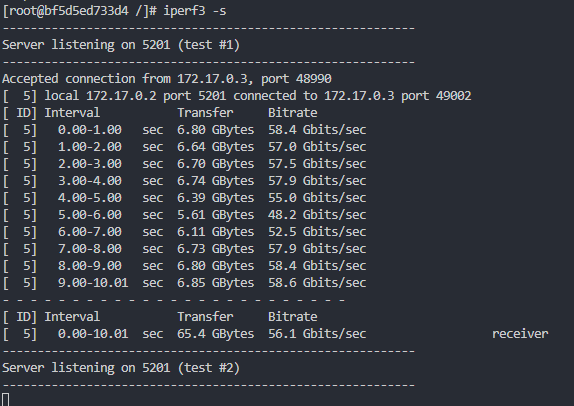 [root@bf5d5ed733d4 /]# iperf3 -s
-----------------------------------------------------------
Server listening on 5201 (test #1)
-----------------------------------------------------------
Accepted connection from 172.17.0.3, port 48990
[  5] local 172.17.0.2 port 5201 connected to 172.17.0.3 port 49002
[ ID] Interval           Transfer     Bitrate
[  5]   0.00-1.00   sec  6.80 GBytes  58.4 Gbits/sec
[  5]   1.00-2.00   sec  6.64 GBytes  57.0 Gbits/sec
[  5]   2.00-3.00   sec  6.70 GBytes  57.5 Gbits/sec
[  5]   3.00-4.00   sec  6.74 GBytes  57.9 Gbits/sec
[  5]   4.00-5.00   sec  6.39 GBytes  55.0 Gbits/sec
[  5]   5.00-6.00   sec  5.61 GBytes  48.2 Gbits/sec
[  5]   6.00-7.00   sec  6.11 GBytes  52.5 Gbits/sec
[  5]   7.00-8.00   sec  6.73 GBytes  57.9 Gbits/sec
[  5]   8.00-9.00   sec  6.80 GBytes  58.4 Gbits/sec
[  5]   9.00-10.01  sec  6.85 GBytes  58.6 Gbits/sec
- - - - - - - - - - - - - - - - - - - - - - - - -
[ ID] Interval           Transfer     Bitrate
[  5]   0.00-10.01  sec  65.4 GBytes  56.1 Gbits/sec                  receiver
-----------------------------------------------------------
Server listening on 5201 (test #2)
-----------------------------------------------------------